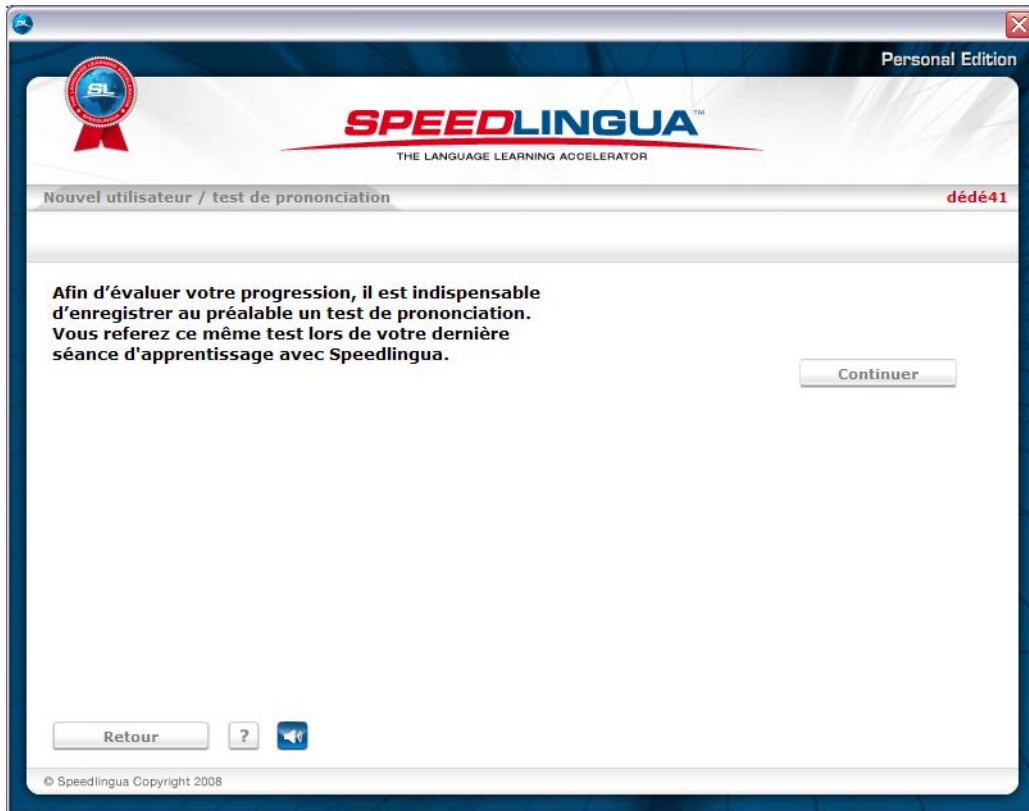 Personal Edition
SL
SPEEDLINGUA™
THE LANGUAGE LEARNING ACCELERATOR
Nouvel utilisateur / test de prononciation
dédé41
Afin d’évaluer votre progression, il est indispensable
d’enregistrer au préalable un test de prononciation.
Vous referez ce même test lors de votre dernière
séance d'apprentissage avec Speedlingua.
Continuer
Retour
?
© Speedlingua Copyright 2008